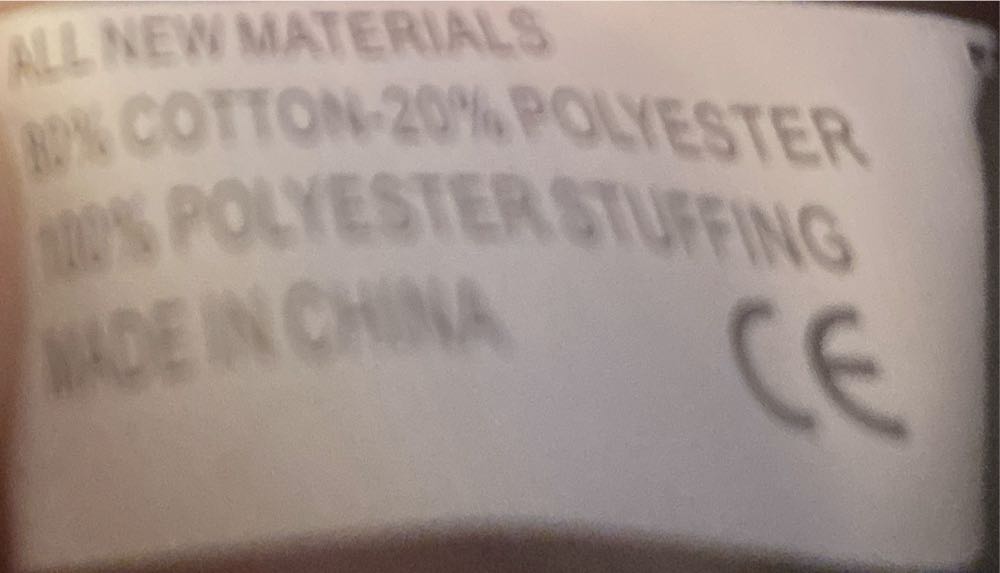 ALL NEW MATERIALS
80% COTTON-20% POLYESTER
100% POLYESTER STUFFING
MADE IN CHINA
CE